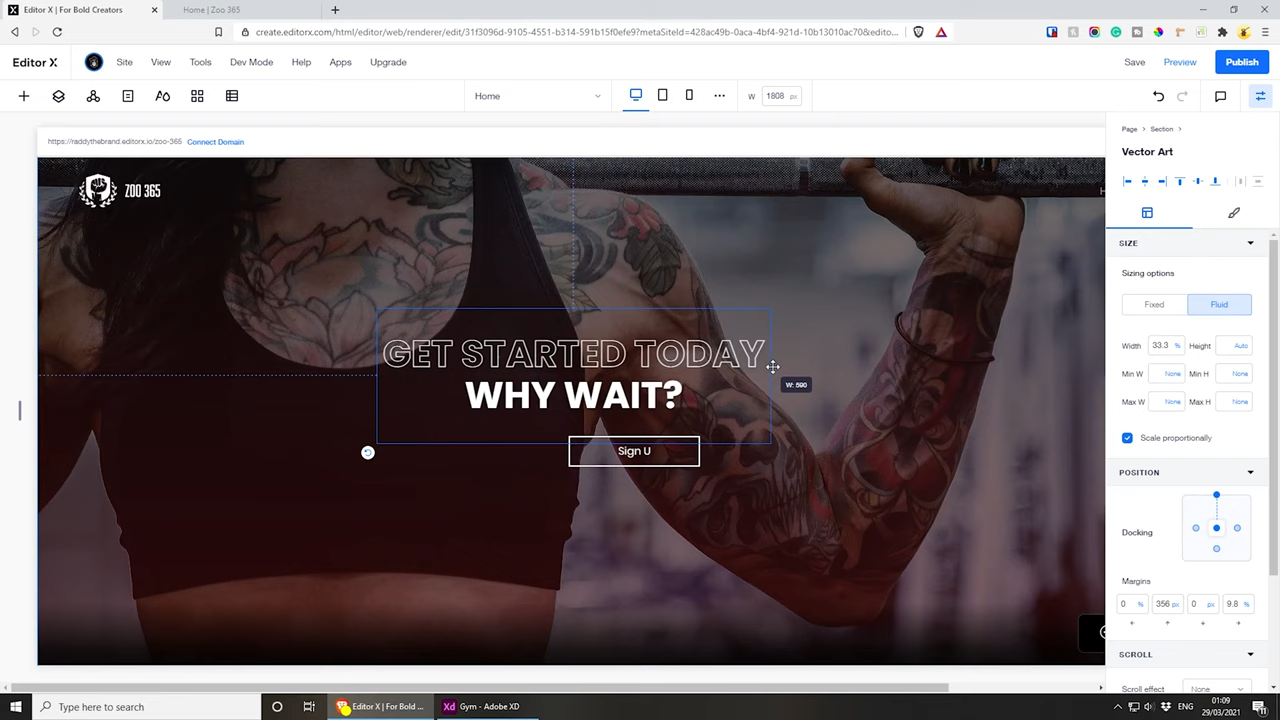 Editor X | For Bold Creators
Home | Zoo 365
create.editorx.com/html/editor/web/renderer/edit/31f3096d-9105-4551-b314-591b15f0efe9?metaSiteId=428ac49b-0aca-4bf4-921d-10b13010ac70&edito...
Editor X
Site
View
Tools
Dev Mode
Help
Apps
Upgrade
Save
Preview
Publish
Home
W
1808 px
https://raddythebrand.editorx.io/zoo-365
Connect Domain
Page
Section
Vector Art
ZOO 365
SIZE
Sizing options
Fixed
Fluid
Width
33.3 %
Height
Auto
Min W
None
Min H
None
Max W
None
Max H
None
Scale proportionally
GET STARTED TODAY
WHY WAIT?
W: 590
Sign U
POSITION
Docking
Margins
0 %
356 px
0 px
9.8 %
SCROLL
Scroll effect
None
Type here to search
Editor X | For Bold ...
Gym - Adobe XD
ENG
01:09
29/03/2021